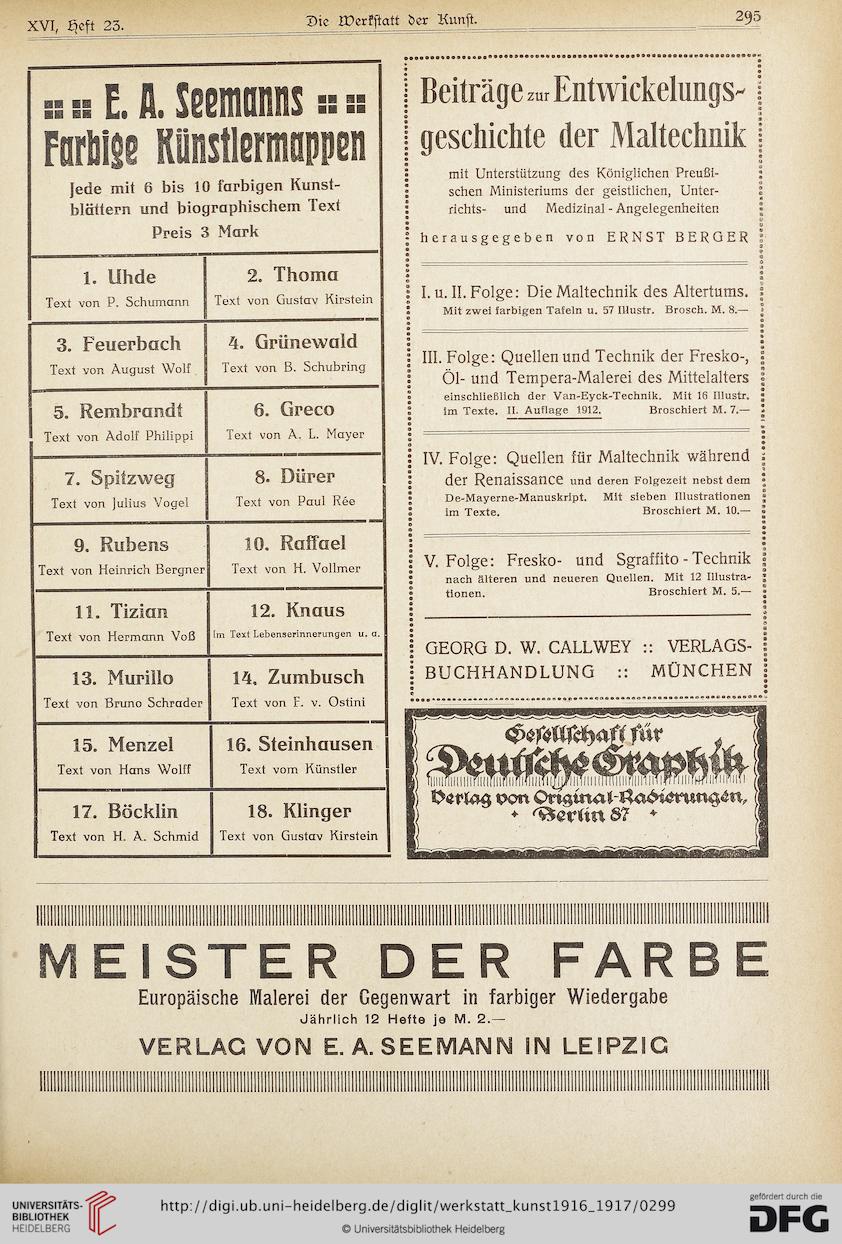 XVI, Heft 23.
Die Werkstatt der Kunst.
295
E. A. Seemanns
Farbige Künstlermappen
Jede mit 6 bis 10 farbigen Kunst-
blättern und biographischem Text
Preis 3 Mark
1. Uhde
Text von P. Schumann
2. Thoma
Text von Gustav Kirstein
3. Feuerbach
Text von August Wolf
4. Grünewald
Text von B. Schubring
5. Rembrandt
Text von Adolf Philippi
6. Greco
Text von A. L. Mayer
7. Spitzweg
Text von Julius Vogel
8. Dürer
Text von Paul Rée
9. Rubens
Text von Heinrich Bergner
10. Raffael
Text von H. Vollmer
11. Tizian
Text von Hermann Voß
12. Knaus
Im Text Lebenserinnerungen u. a.
13. Murillo
Text von Bruno Schrader
14. Zumbusch
Text von F. v. Ostini
15. Menzel
Text von Hans Wolff
16. Steinhausen
Text vom Künstler
17. Böcklin
Text von H. A. Schmid
18. Klinger
Text von Gustav Kirstein
Beiträge zur Entwickelungs-
geschichte der Maltechnik
mit Unterstützung des Königlichen Preußi-
schen Ministeriums der geistlichen, Unter-
richts- und Medizinal-Angelegenheiten
herausgegeben von ERNST BERGER
I. u. II. Folge: Die Maltechnik des Altertums.
Mit zwei farbigen Tafeln u. 57 Illustr. Brosch. M. 8.—
III. Folge: Quellen und Technik der Fresko-,
Öl- und Tempera-Malerei des Mittelalters
einschließlich der Van-Eyck-Technik. Mit 16 Illustr.
im Texte. II. Auflage 1912. Broschiert M. 7.—
IV. Folge: Quellen für Maltechnik während
der Renaissance und deren Folgezeit nebst dem
De-Mayerne-Manuskript. Mit sieben Illustrationen
im Texte. Broschiert M. 10.—
V. Folge: Fresko- und Sgraffito-Technik
nach älteren und neueren Quellen. Mit 12 Illustra-
tionen. Broschiert M. 5.—
GEORG D. W. CALLWEY :: VERLAGS-
BUCHHANDLUNG :: MÜNCHEN
Gesellschaft für
Deutsche Graphik
Verlag von Original-Radierungen,
Berlin 87
MEISTER DER FARBE
Europäische Malerei der Gegenwart in farbiger Wiedergabe
Jährlich 12 Hefte je M. 2.—
VERLAG VON E. A. SEEMANN IN LEIPZIG
UNIVERSITÄTS-
BIBLIOTHEK
HEIDELBERG
http://digi.ub.uni-heidelberg.de/diglit/werkstatt_kunst1916_1917/0299
© Universitätsbibliothek Heidelberg
gefördert durch die
DFG